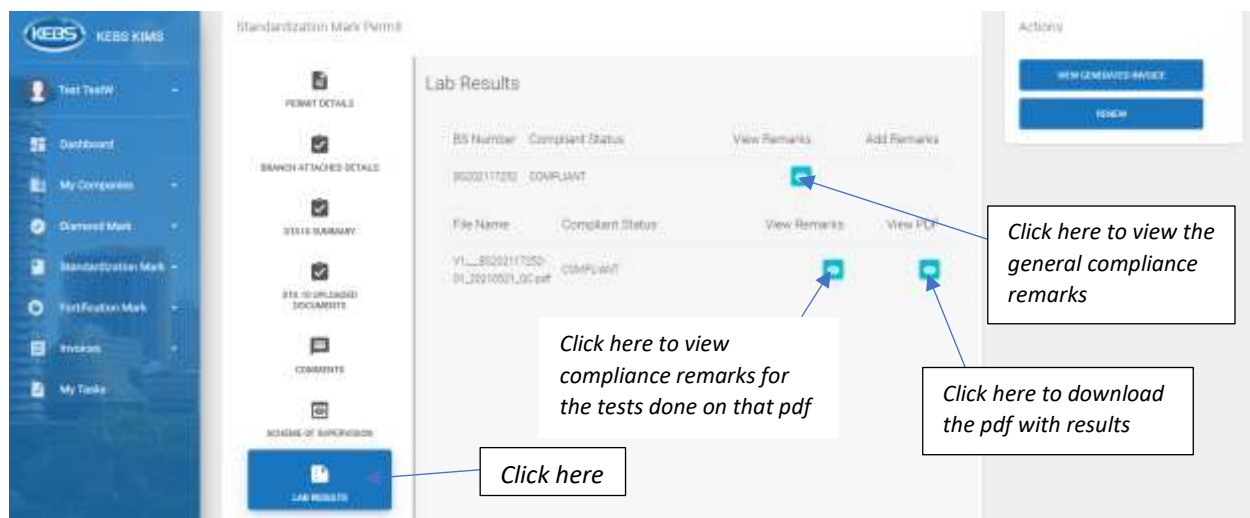 KEBS
KEBS KIMS
Test TestW
Dashboard
My Companies
Diamond Mark
Standardization Mark
Fortification Mark
Invoices
My Tasks
Standardization Mark Permit
PERMIT DETAILS
BRANCH ATTACHED DETAILS
STA10 SUMMARY
STA 10 UPLOADED
DOCUMENTS
COMMENTS
SCHEME OF SUPERVISION
LAB RESULTS
Lab Results
BS Number Compliant Status View Remarks Add Remarks
BS202117252 COMPLIANT
File Name Compliant Status View Remarks View PDF
COMPLIANT
Actions
VIEW GENERATED INVOICE
RENEW
Click here to view the
general compliance
remarks
Click here to view
compliance remarks for
the tests done on that pdf
Click here to download
the pdf with results
Click here